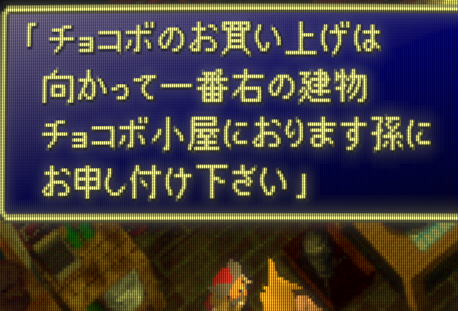 「チョコボのお買い上げは
向かって一番右の建物
チョコボ小屋におります孫に
お申し付け下さい」